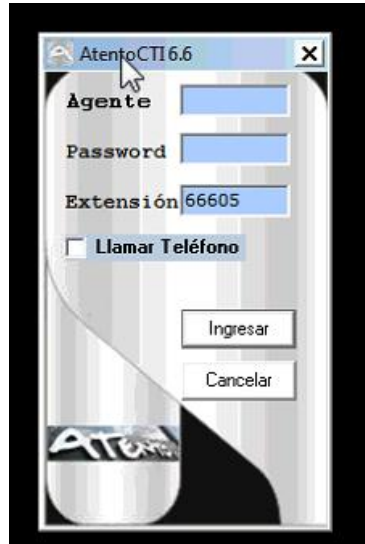 AtentoCTI 6.6
Agente
Password
Extensión 66605
Llamar Teléfono
Ingresar
Cancelar
ATENTO